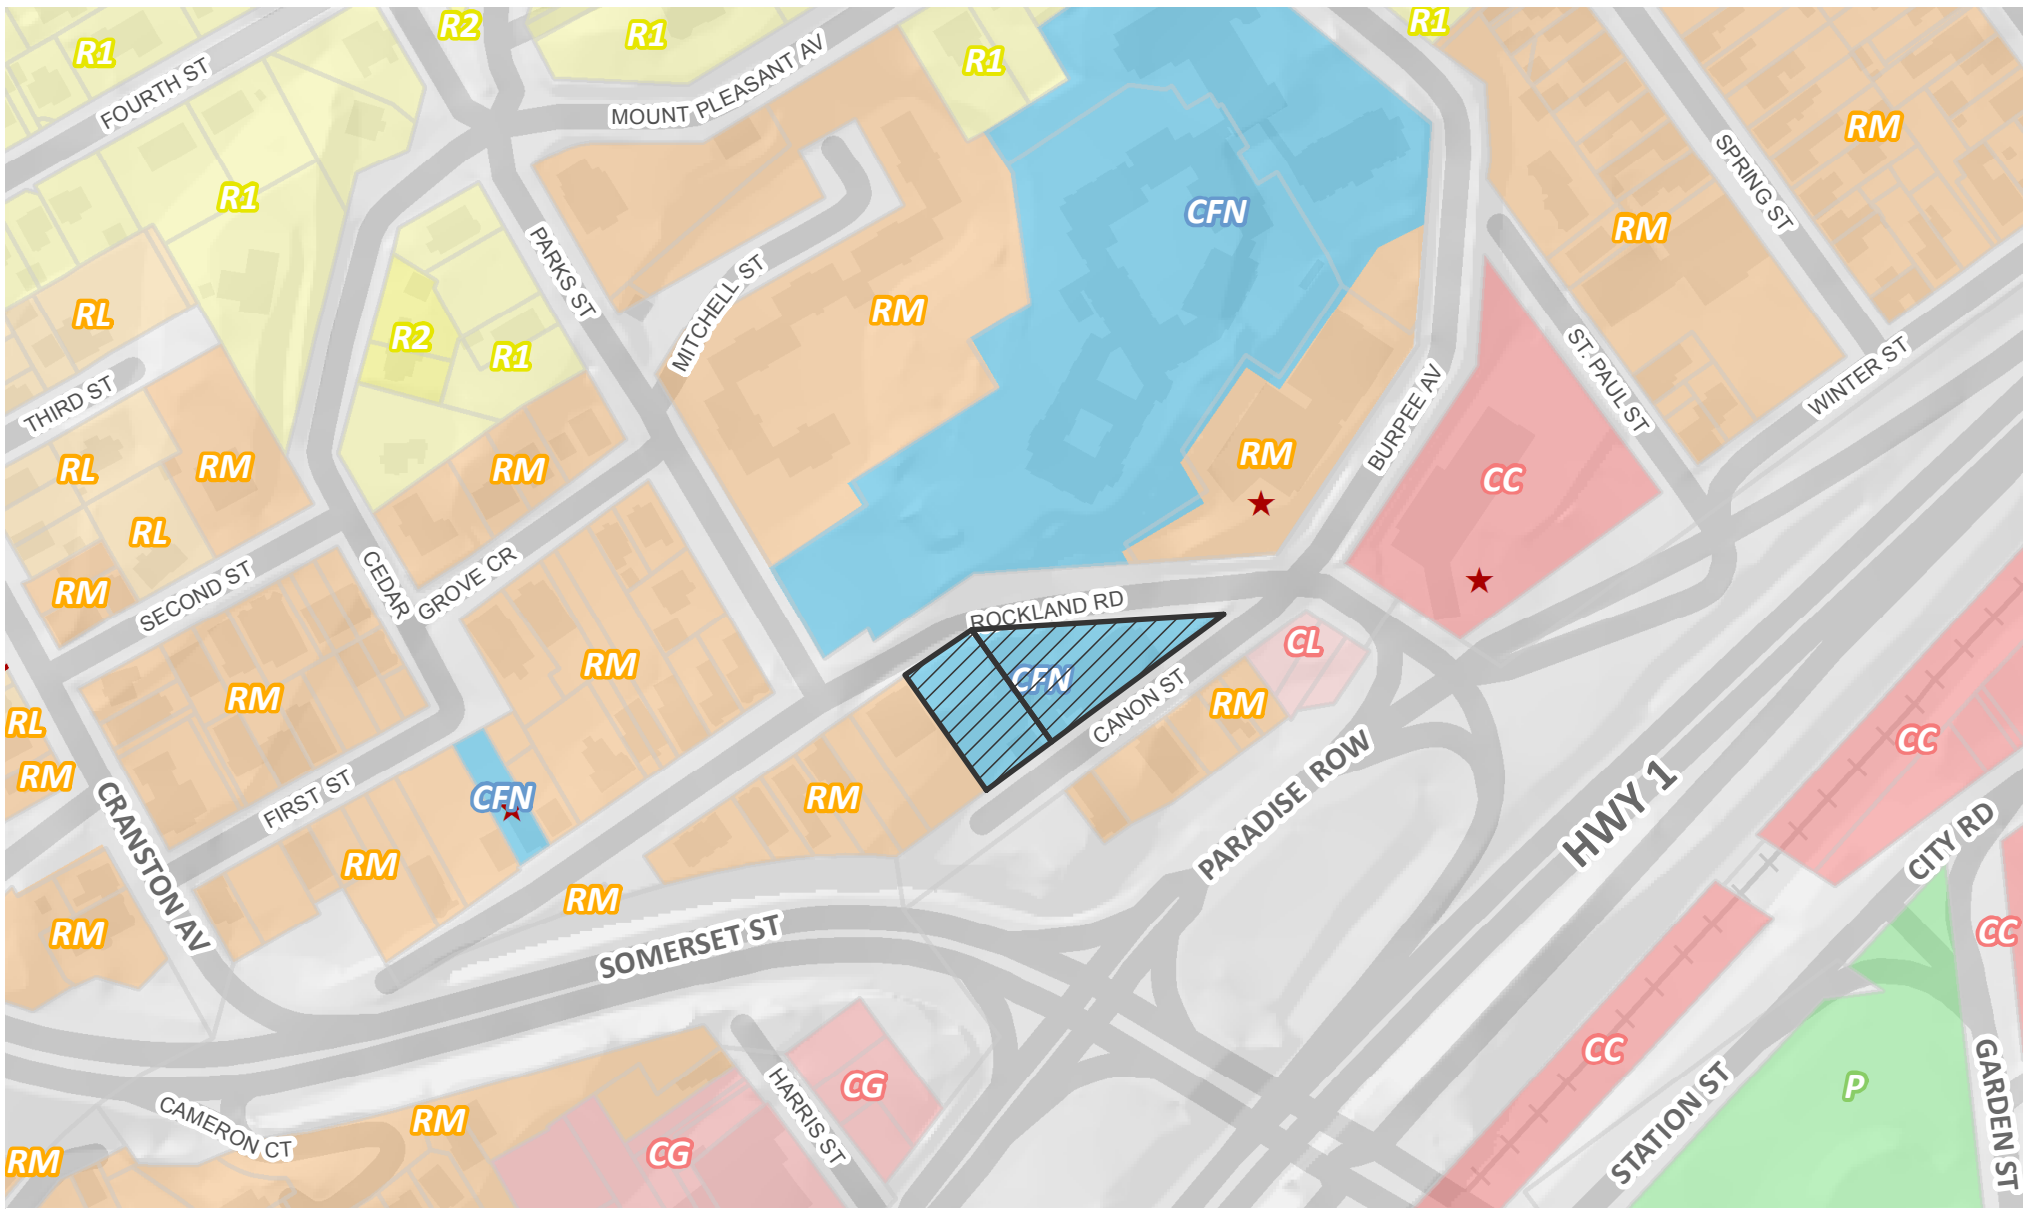 R1
R2
R1
R1
R1
FOURTH ST
MOUNT PLEASANT AV
RM
SPRING ST
R1
CFN
RM
PARKS ST
RL
R2
R1
MITCHELL ST
RM
ST. PAUL ST
WINTER ST
THIRD ST
RL
RM
RM
RM
BURPEE AV
CC
RL
RM
SECOND ST
CEDAR
GROVE CR
ROCKLAND RD
CL
RM
RM
CFN
CANON ST
RM
RL
RM
FIRST ST
CFN
RM
PARADISE ROW
HWY 1
CC
CRANSTON AV
RM
RM
CITY RD
RM
SOMERSET ST
CC
CC
CAMERON CT
RM
HARRIS ST
CG
STATION ST
P
GARDEN ST
RM
CG